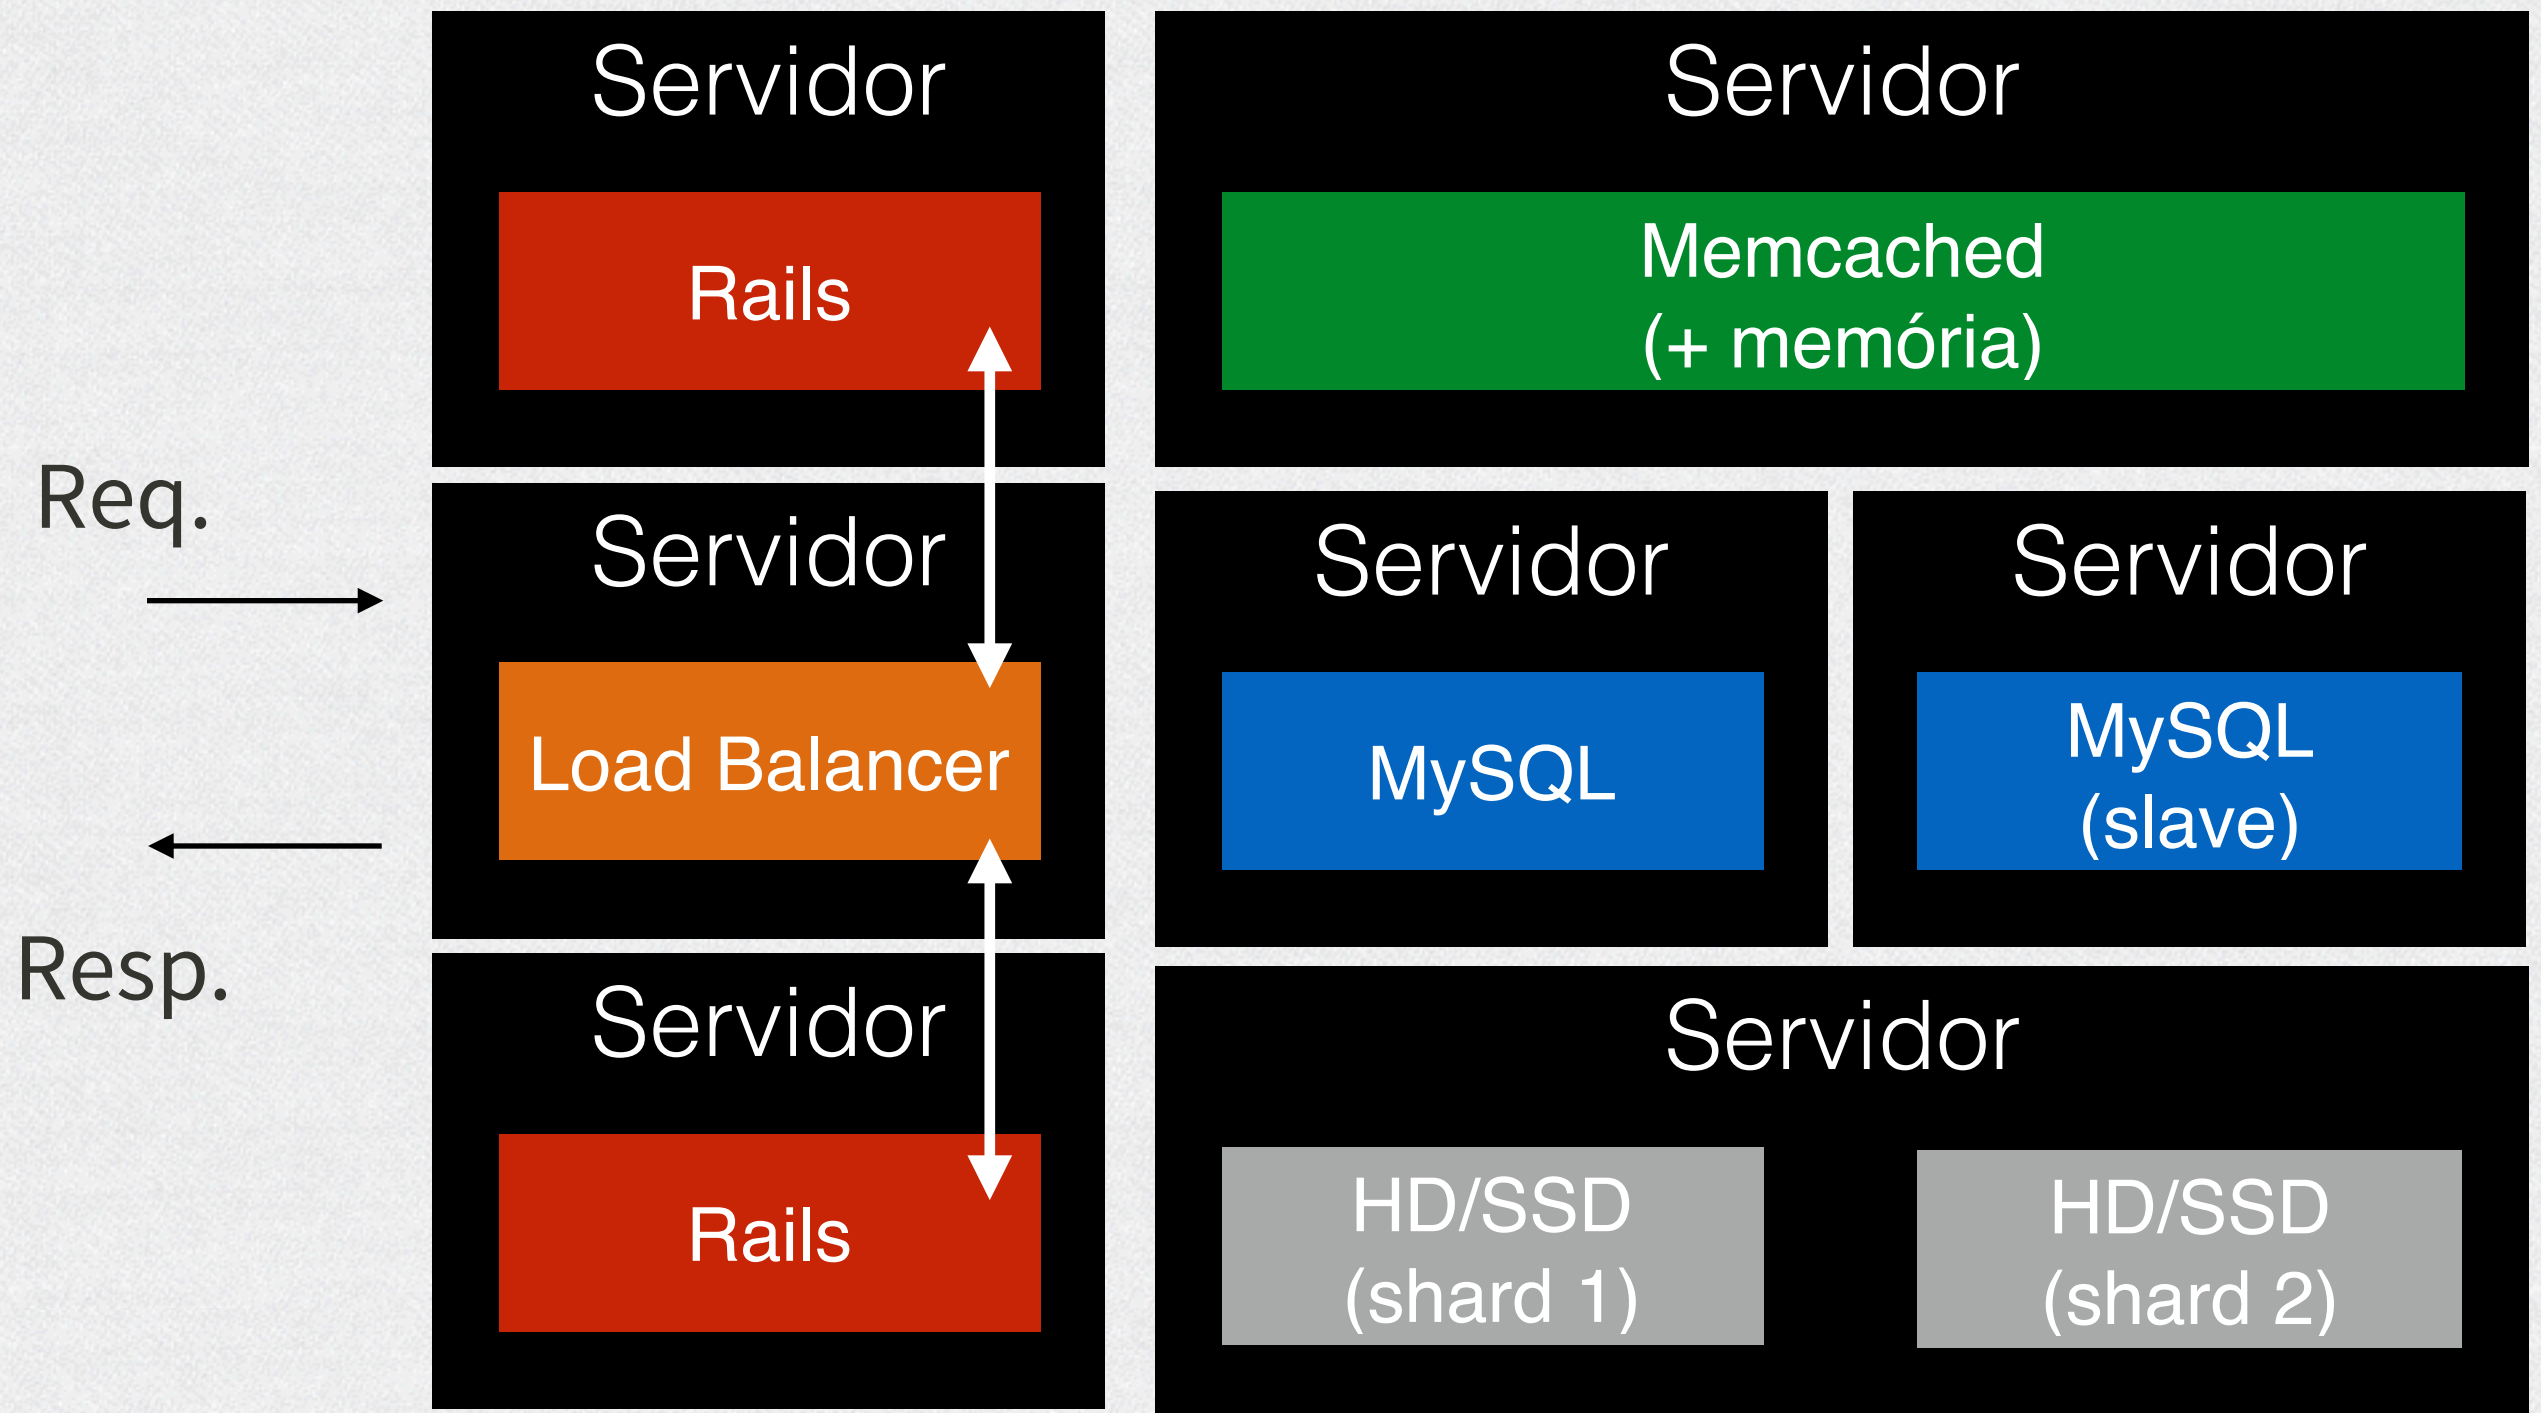 Req.
Resp.
Servidor
Rails
Servidor
Load Balancer
Servidor
Rails
Servidor
Memcached
(+ memória)
Servidor
MySQL
Servidor
MySQL
(slave)
Servidor
HD/SSD
(shard 1)
HD/SSD
(shard 2)